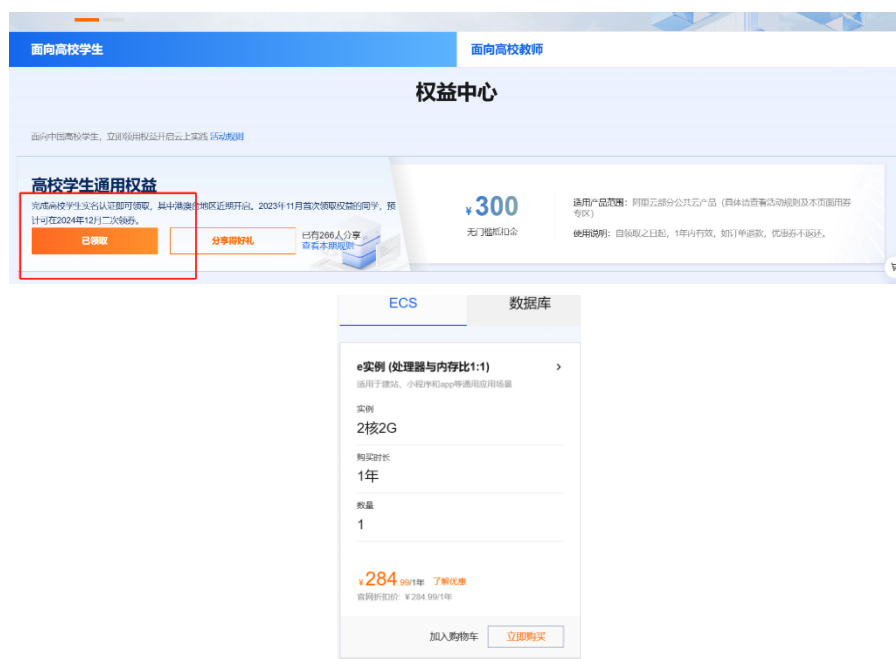 面向高校学生
面向高校教师
权益中心
面向中国高校学生，立即领用权益开启云上实践 活动规则
高校学生通用权益
完成高校学生实名认证即可领取，其中港澳台地区近期开启。2023年11月首次领取权益的同学，预
计可在2024年12月二次领券。
已领取
分享得好礼
已有266人分享
查看本期规则
¥300
无门槛抵扣金
适用产品范围：阿里云部分公共云产品（具体请查看活动规则及本页面用券
专区）
使用说明：自领取之日起，1年内有效，如订单退款，优惠券不返还。
ECS
数据库
e实例 (处理器与内存比1:1)
适用于建站、小程序和app等通用应用场景
实例
2核2G
购买时长
1年
数量
1
¥284.99/1年 了解优惠
官网折扣价: ¥284.99/1年
加入购物车
立即购买